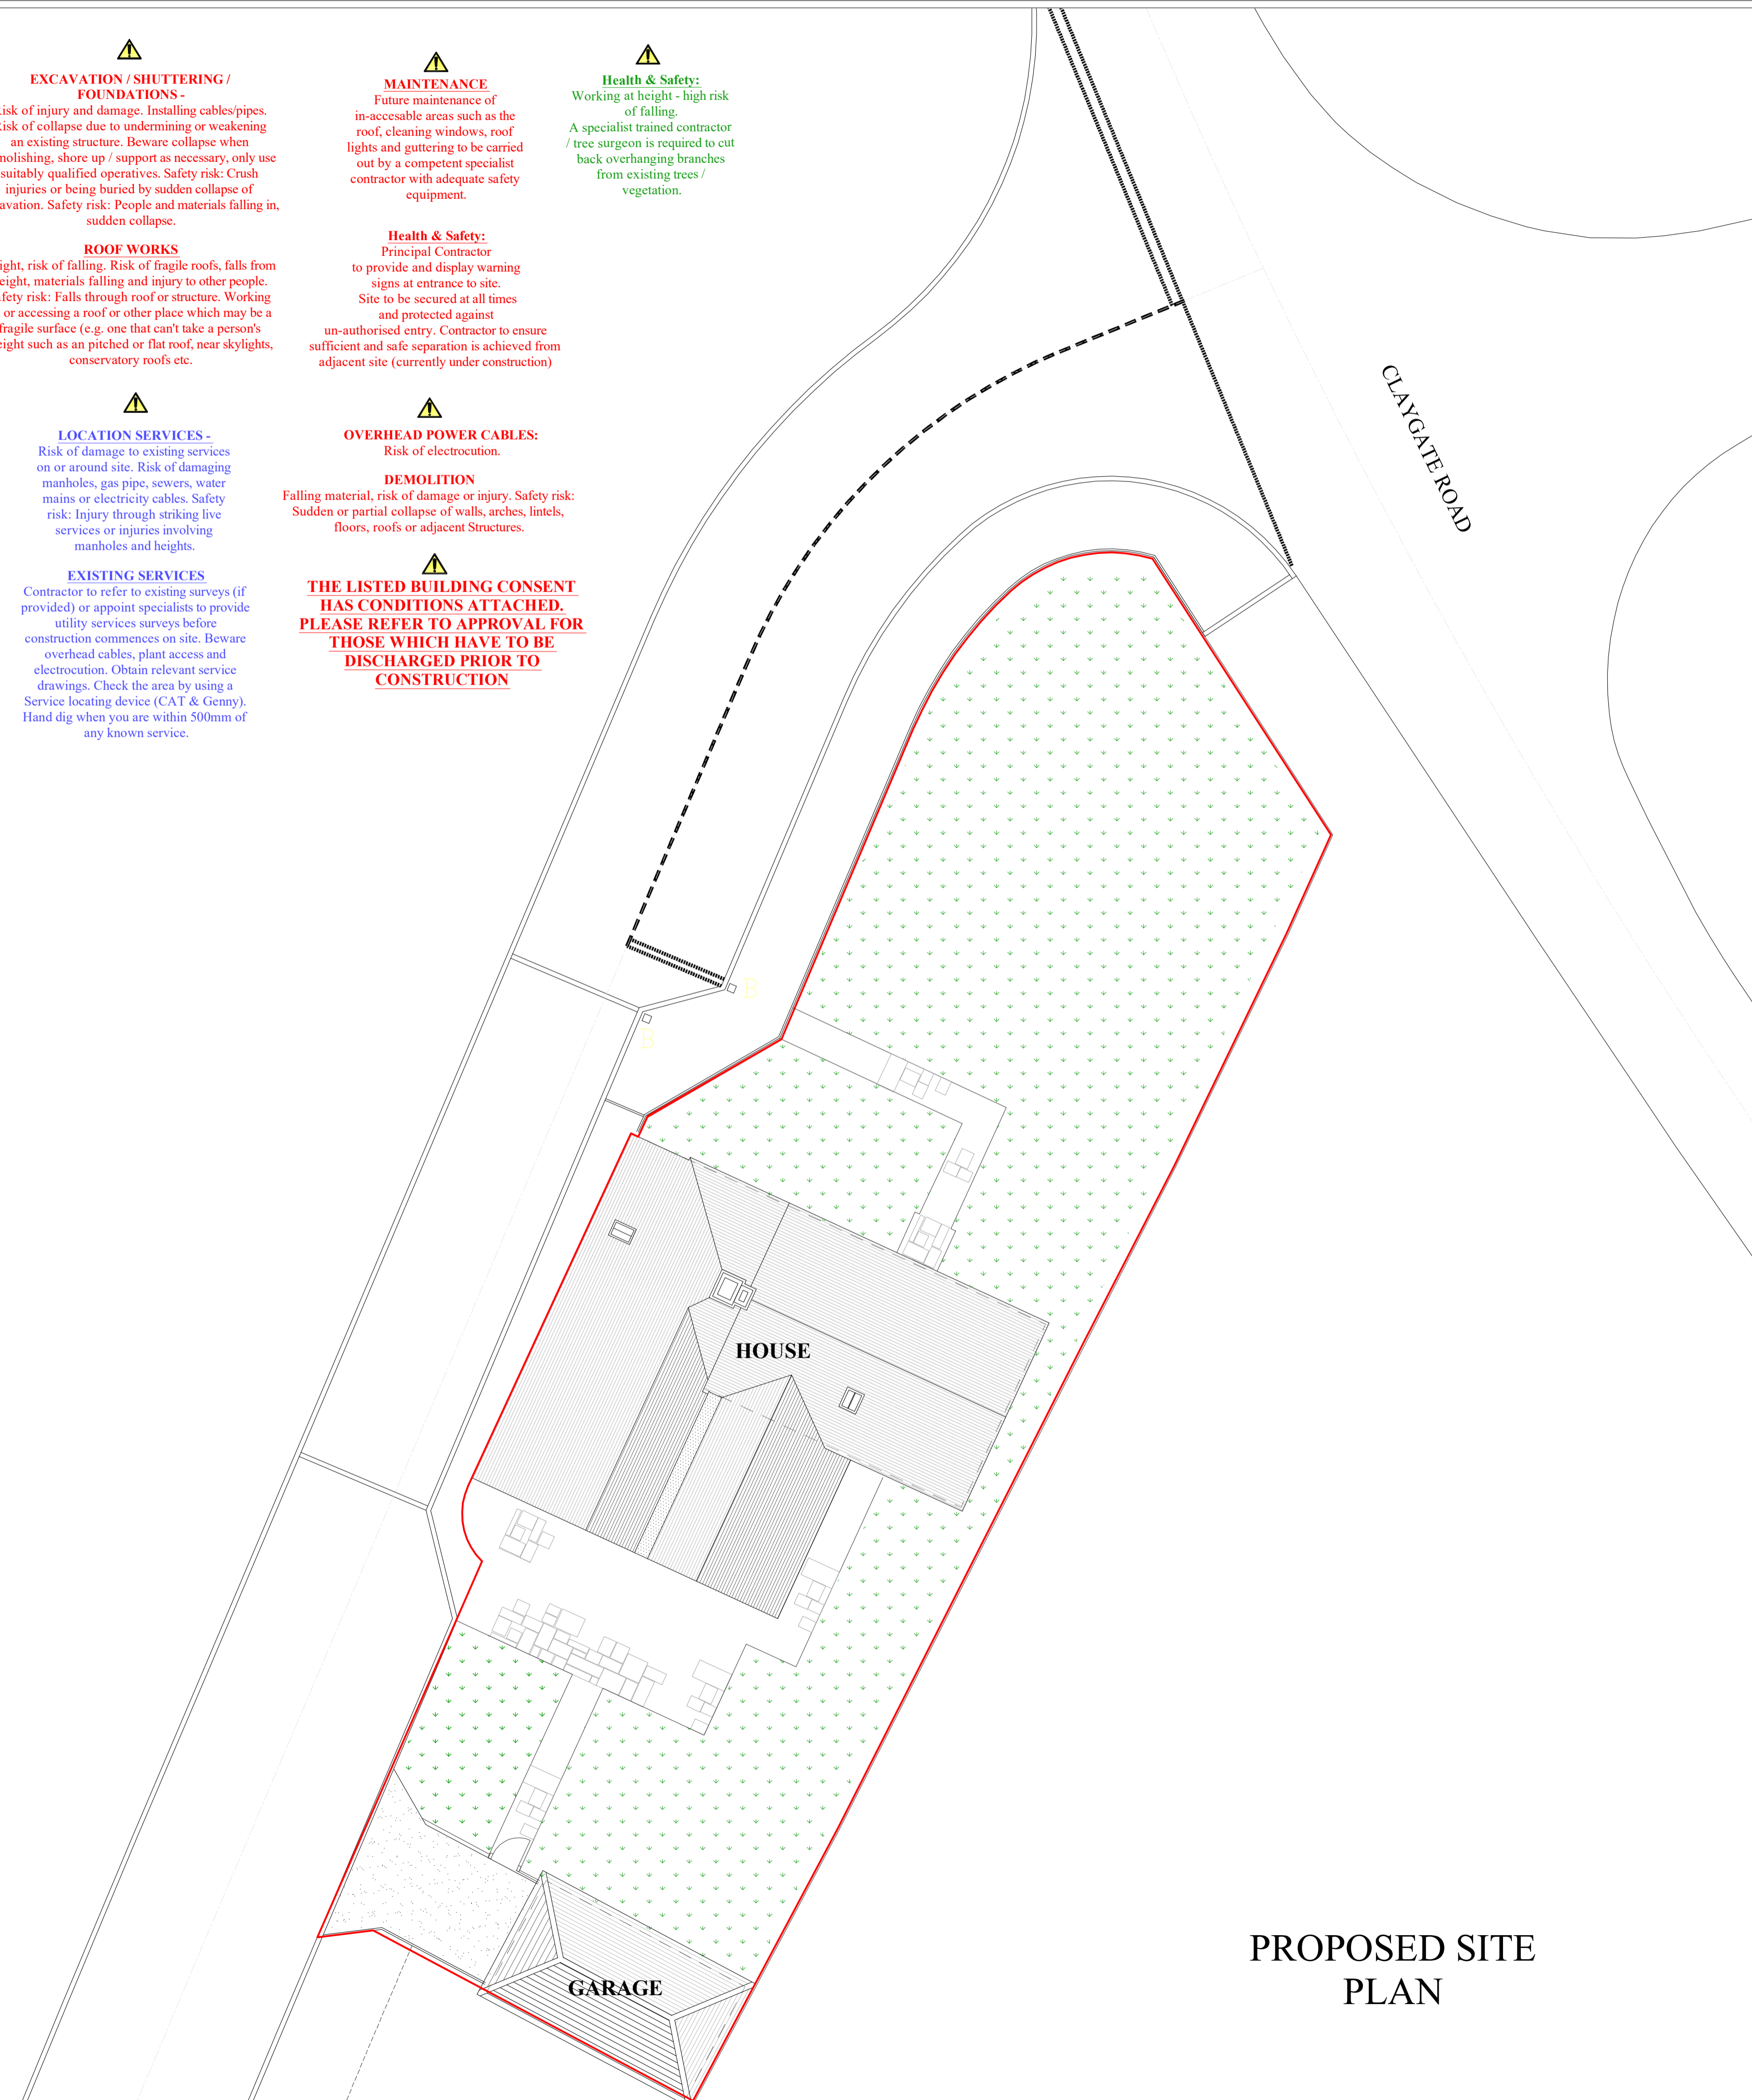 EXCAVATION / SHUTTERING /
FOUNDATIONS -
isk of injury and damage. Installing cables/pipes.
isk of collapse due to undermining or weakening
an existing structure. Beware collapse when
molishing, shore up / support as necessary, only use
suitably qualified operatives. Safety risk: Crush
injuries or being buried by sudden collapse of
avation. Safety risk: People and materials falling in,
sudden collapse.
ROOF WORKS
ight, risk of falling. Risk of fragile roofs, falls from
eight, materials falling and injury to other people.
fety risk: Falls through roof or structure. Working
or accessing a roof or other place which may be a
fragile surface (e.g. one that can't take a person's
eight such as an pitched or flat roof, near skylights,
conservatory roofs etc.
LOCATION SERVICES -
Risk of damage to existing services
on or around site. Risk of damaging
manholes, gas pipe, sewers, water
mains or electricity cables. Safety
risk: Injury through striking live
services or injuries involving
manholes and heights.
EXISTING SERVICES
Contractor to refer to existing surveys (if
provided) or appoint specialists to provide
utility services surveys before
construction commences on site. Beware
overhead cables, plant access and
electrocution. Obtain relevant service
drawings. Check the area by using a
Service locating device (CAT & Genny).
Hand dig when you are within 500mm of
any known service.
MAINTENANCE
Future maintenance of
in-accesable areas such as the
roof, cleaning windows, roof
lights and guttering to be carried
out by a competent specialist
contractor with adequate safety
equipment.
Health & Safety:
Principal Contractor
to provide and display warning
signs at entrance to site.
Site to be secured at all times
and protected against
un-authorised entry. Contractor to ensure
sufficient and safe separation is achieved from
adjacent site (currently under construction)
OVERHEAD POWER CABLES:
Risk of electrocution.
DEMOLITION
Falling material, risk of damage or injury. Safety risk:
Sudden or partial collapse of walls, arches, lintels,
floors, roofs or adjacent Structures.
THE LISTED BUILDING CONSENT
HAS CONDITIONS ATTACHED.
PLEASE REFER TO APPROVAL FOR
THOSE WHICH HAVE TO BE
DISCHARGED PRIOR TO
CONSTRUCTION
Health & Safety:
Working at height - high risk
of falling.
A specialist trained contractor
/ tree surgeon is required to cut
back overhanging branches
from existing trees /
vegetation.
CLAYGATE ROAD
B
B
HOUSE
GARAGE
PROPOSED SITE
PLAN